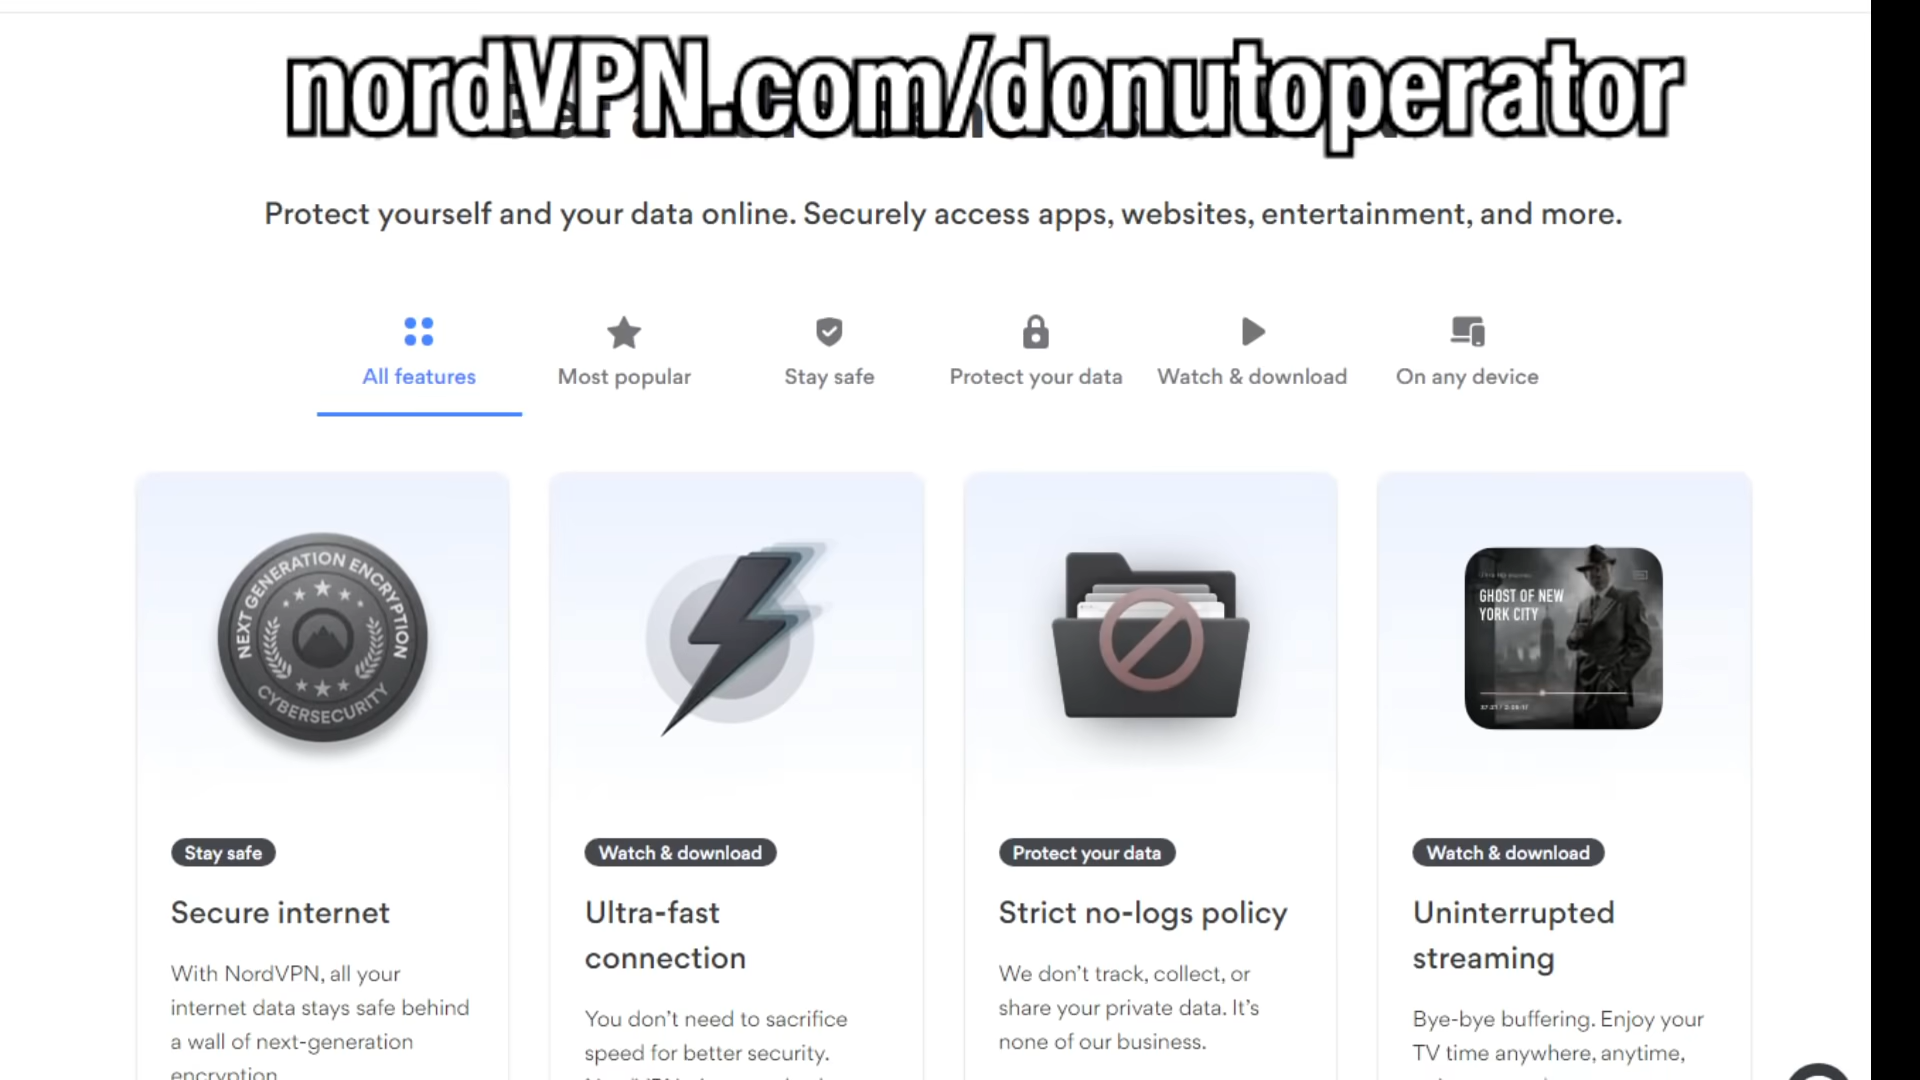 nordVPN.com/donutoperator
Protect yourself and your data online. Securely access apps, websites, entertainment, and more.
All features
Most popular
Stay safe
Protect your data
Watch & download
On any device
NEXT GENERATION ENCRYPTION
CYBERSECURITY
GHOST OF NEW
YORK CITY
Stay safe
Secure internet
With NordVPN, all your
internet data stays safe behind
a wall of next-generation
encryption
Watch & download
Ultra-fast
connection
You don’t need to sacrifice
speed for better security.
Protect your data
Strict no-logs policy
We don’t track, collect, or
share your private data. It’s
none of our business.
Watch & download
Uninterrupted
streaming
Bye-bye buffering. Enjoy your
TV time anywhere, anytime,